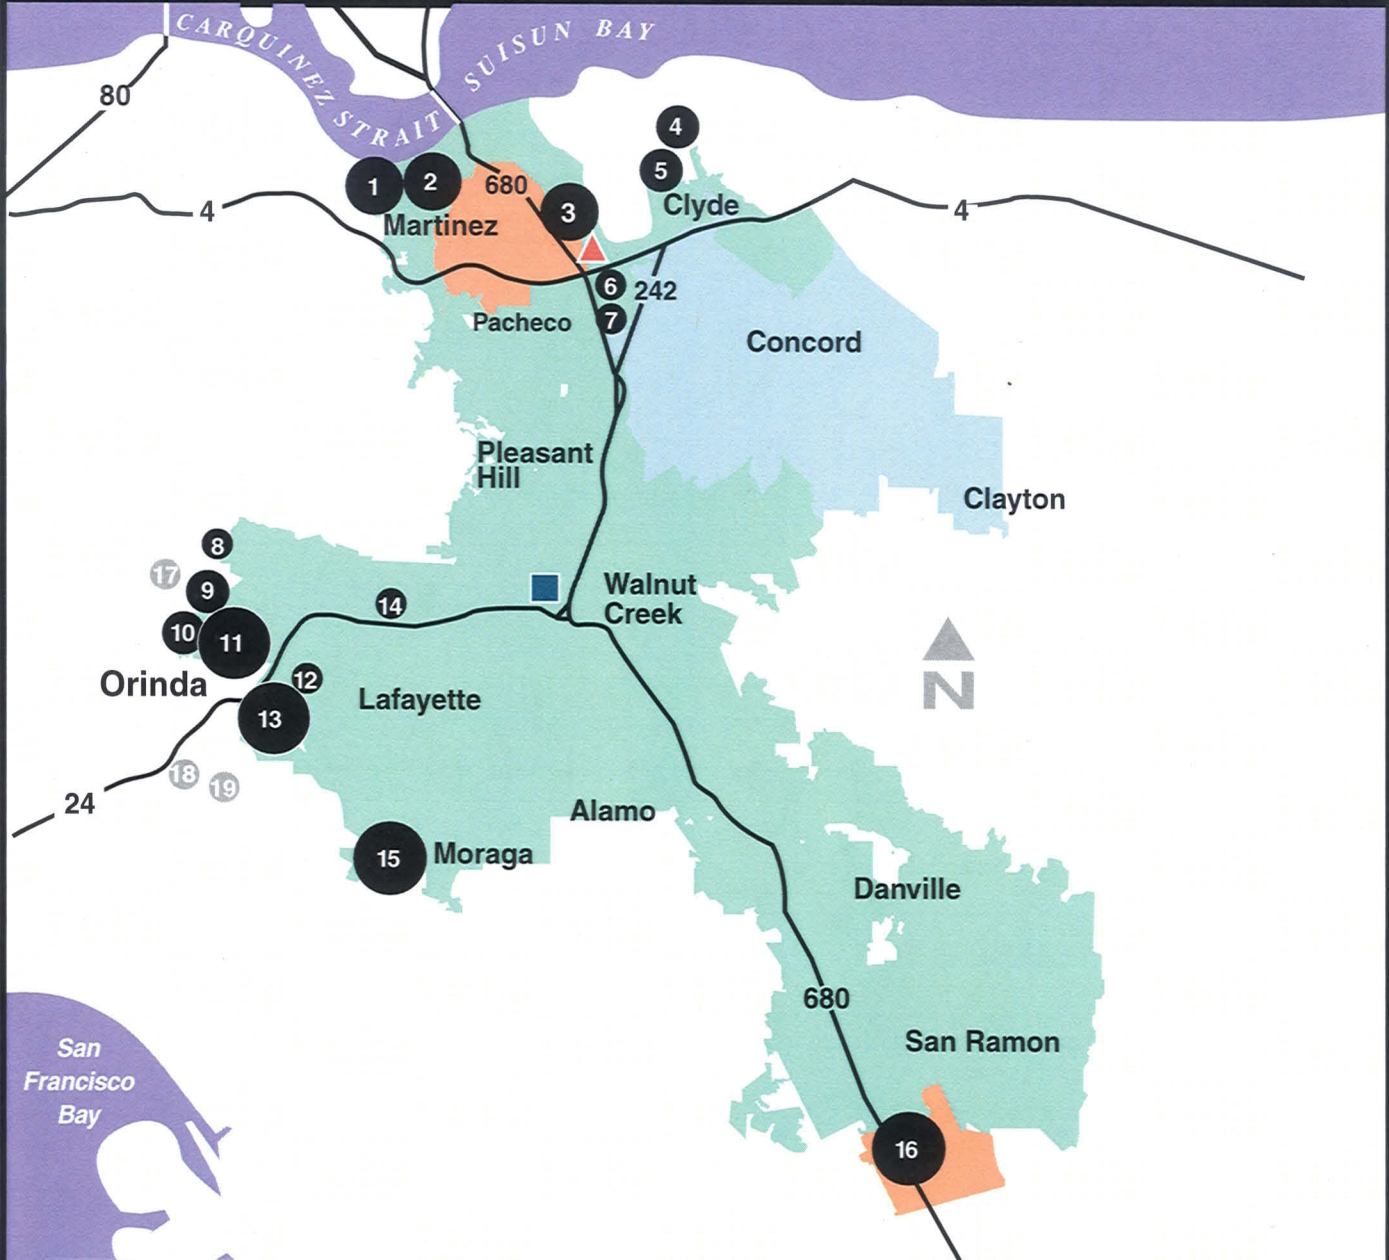 CARQUINEZ STRAIT
SUISUN BAY
80
4
5
1
2
680
3
Clyde
4
4
Martinez
6
242
7
Pacheco
Concord
Pleasant
Hill
Clayton
8
17
9
Walnut
Creek
14
10
11
Orinda
12
Lafayette
N
13
18
19
24
Alamo
15
Moraga
Danville
680
San Ramon
San
Francisco
Bay
16